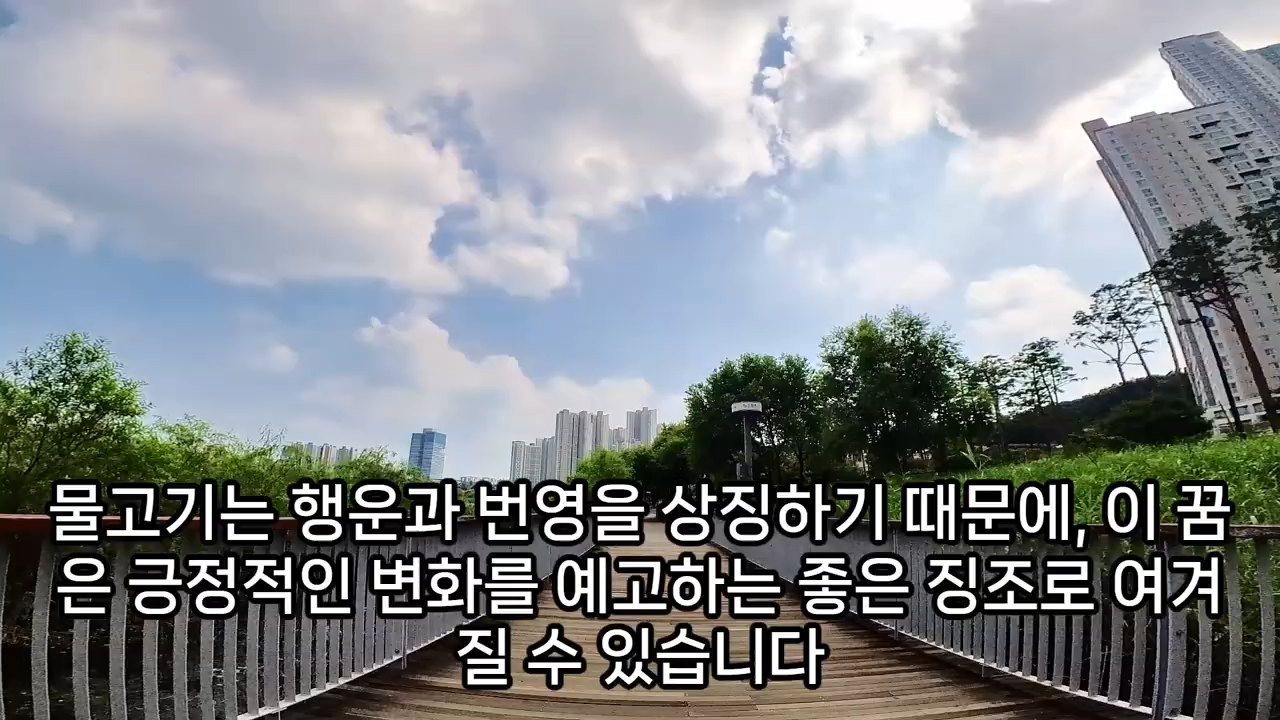 물고기는 행운과 번영을 상징하기 때문에, 이 꿈
은 긍정적인 변화를 예고하는 좋은 징조로 여겨
질 수 있습니다